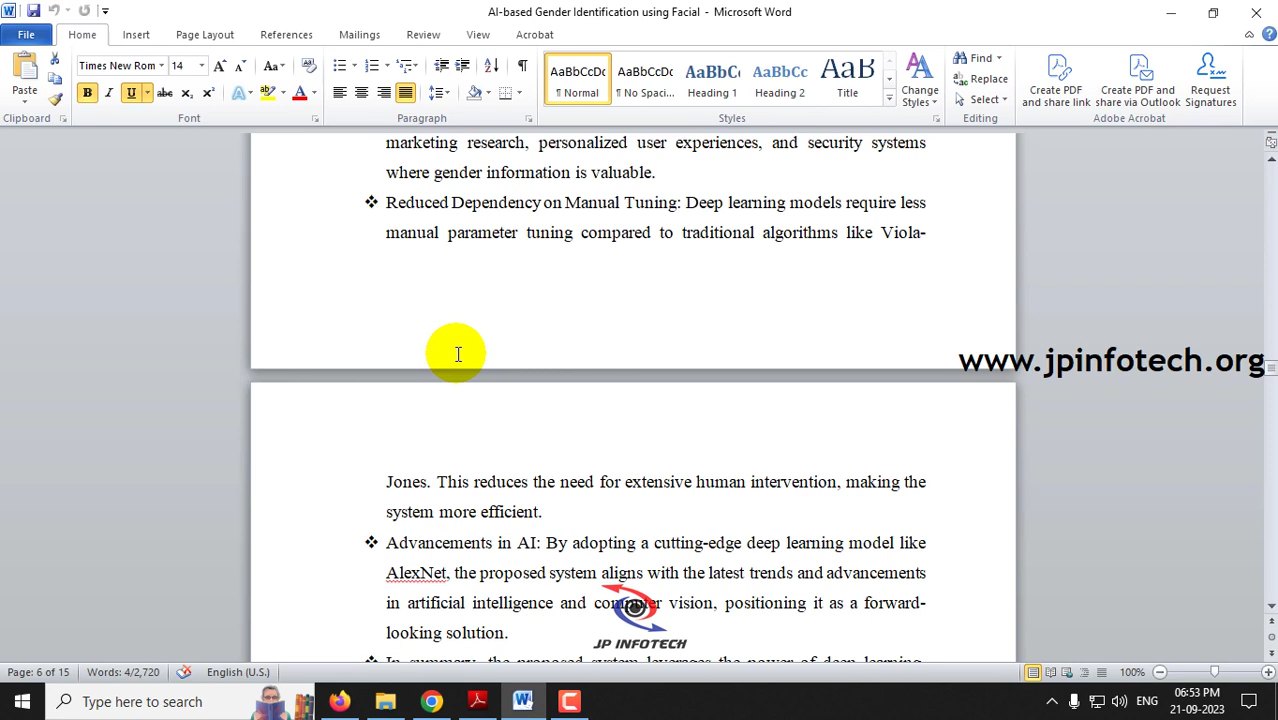 AI-based Gender Identification using Facial - Microsoft Word
File Home Insert Page Layout References Mailings Review View Acrobat
Times New Rom 14 Aa
Paste B I U abc x₂ x² A A
AaBbCcDc AaBbCcDc AaBbC AaBbCc AaB
¶ Normal ¶ No Spaci... Heading 1 Heading 2 Title
Change Styles
Find
Replace
Select
Create PDF and share link
Create PDF and share via Outlook
Request Signatures
Clipboard Font Paragraph Styles Editing Adobe Acrobat
marketing research, personalized user experiences, and security systems
where gender information is valuable.
❖ Reduced Dependency on Manual Tuning: Deep learning models require less
manual parameter tuning compared to traditional algorithms like Viola-
www.jpinfotech.org
Jones. This reduces the need for extensive human intervention, making the
system more efficient.
❖ Advancements in AI: By adopting a cutting-edge deep learning model like
AlexNet, the proposed system aligns with the latest trends and advancements
in artificial intelligence and computer vision, positioning it as a forward-
looking solution.
JP INFOTECH
❖ In summary, the proposed system leverages the power of deep learning,
Page: 6 of 15 Words: 4/2,720 English (U.S.) 100%
Type here to search
ENG
06:53 PM
21-09-2023